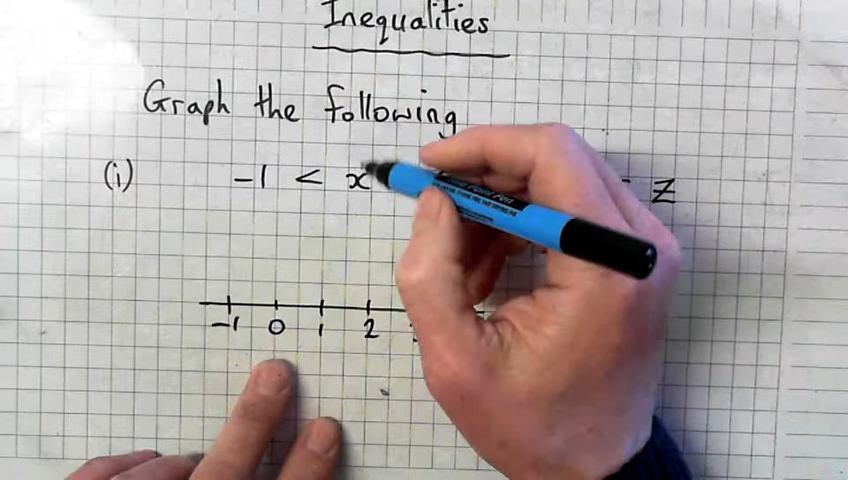 Inequalities
Graph the following
(i) -1 < x Z
-1 0 1 2